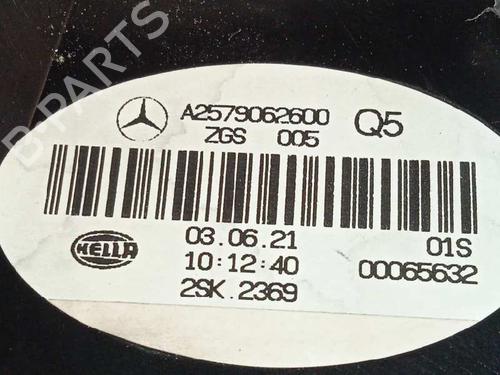 A2579062600 Q5
ZGS 005
HELLA
03.06.21 01S
10:12:40 00065632
2SK.2369
B-PARTS